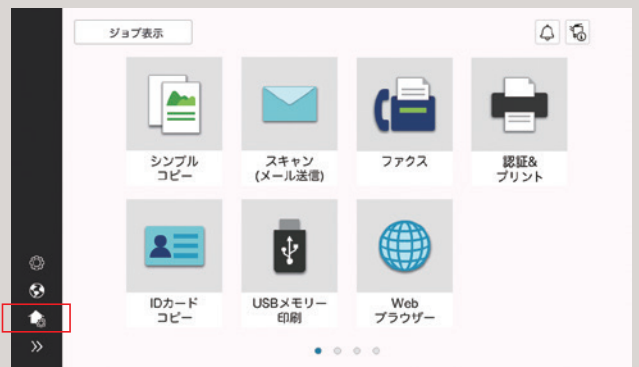 ジョブ表示
シンプル
コピー
スキャン
(メール送信)
ファクス
認証&
プリント
IDカード
コピー
USBメモリー
印刷
Web
ブラウザー